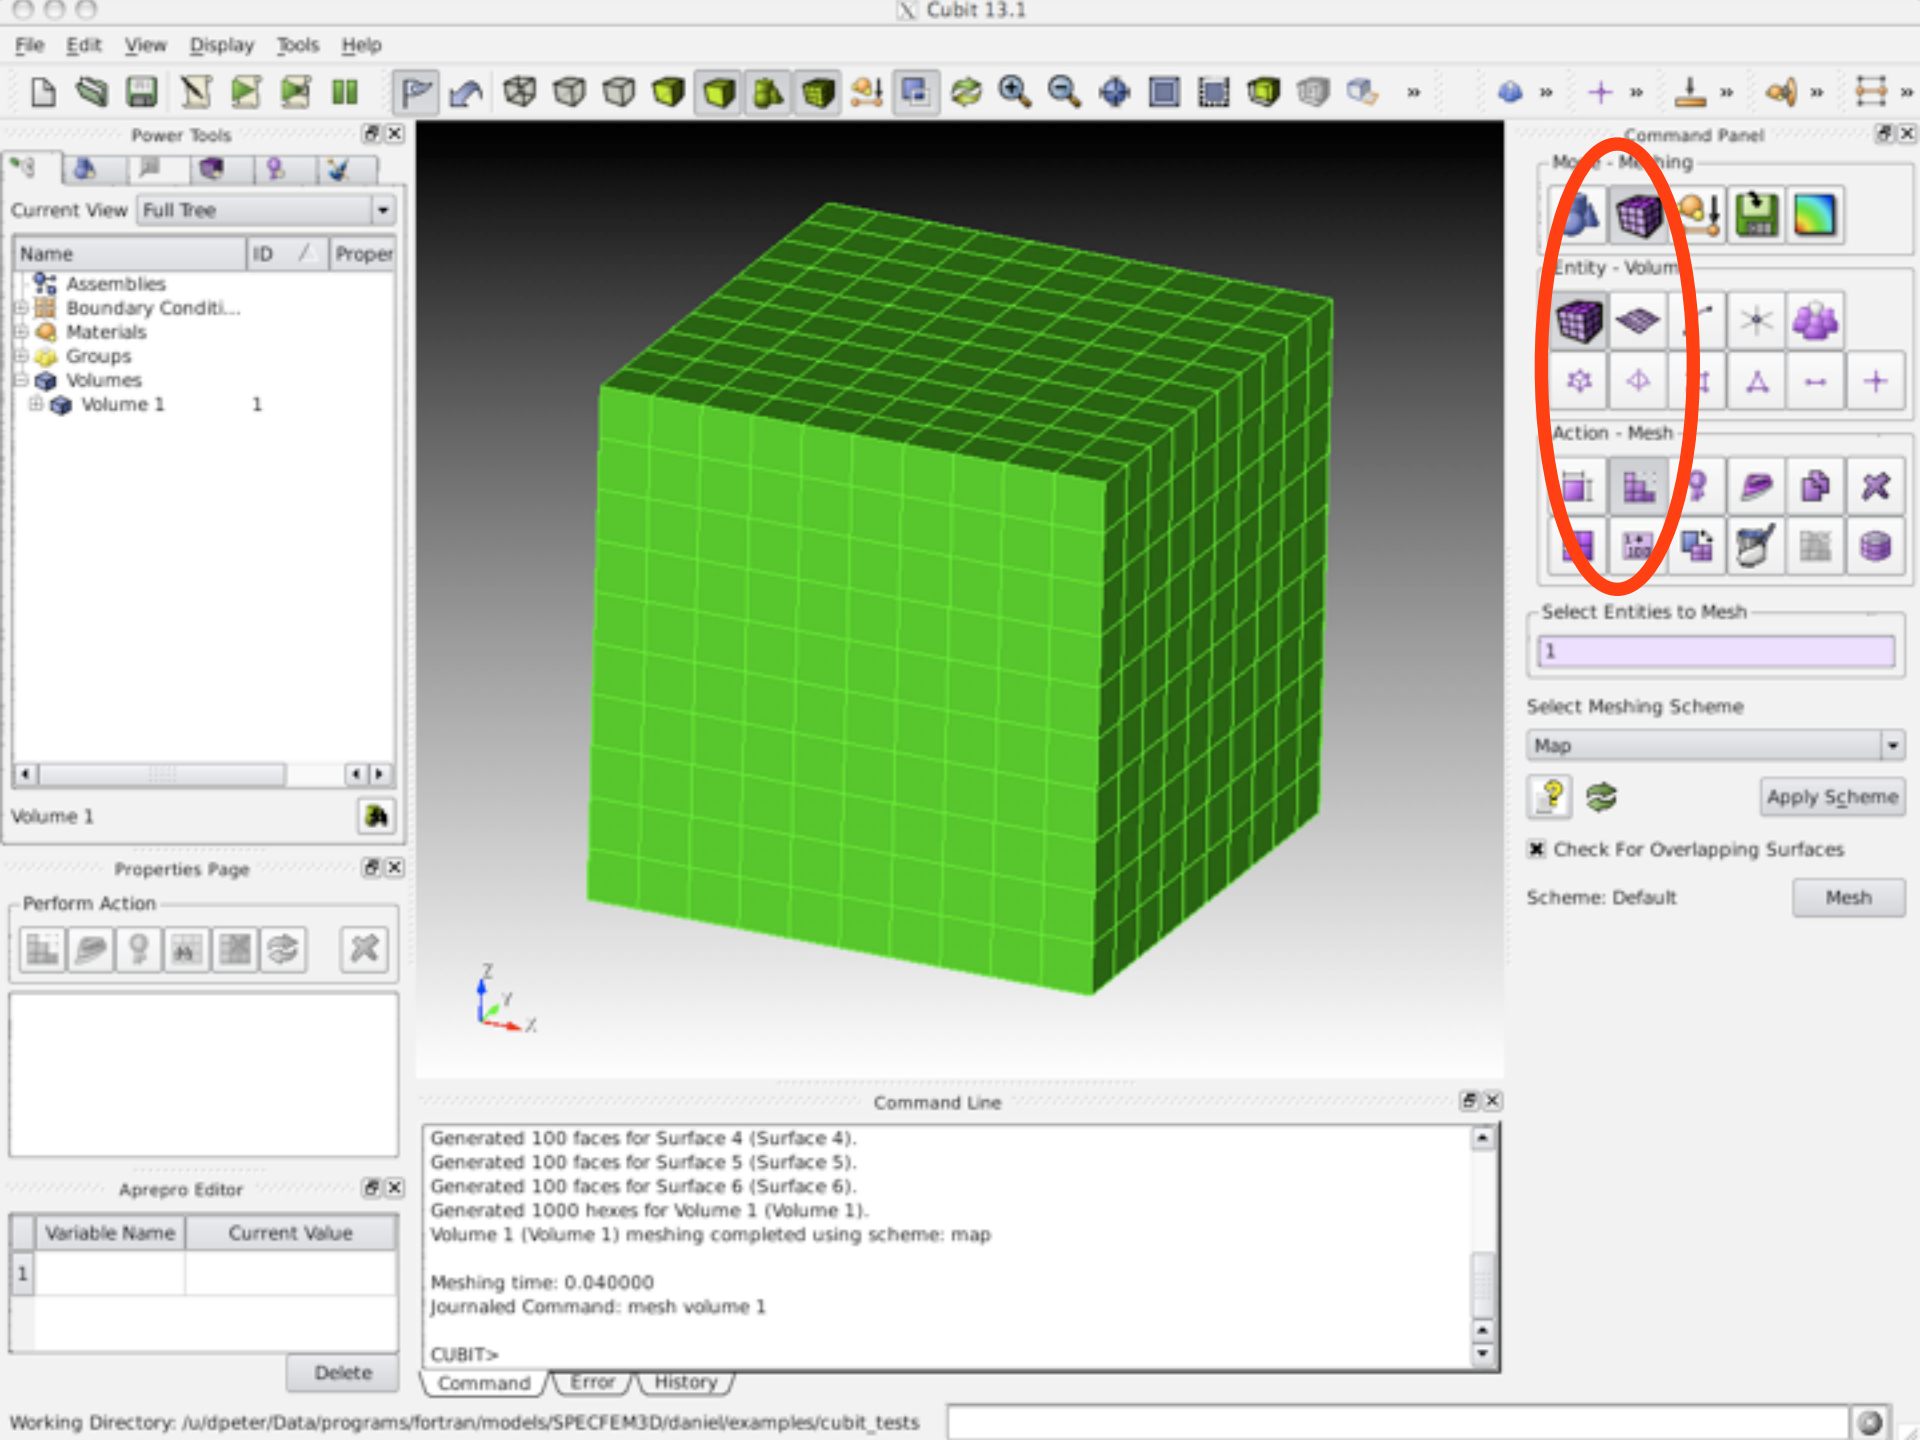 X Cubit 13.1
File Edit View Display Tools Help
Power Tools
Current View Full Tree
Name ID Proper
Assemblies
Boundary Conditi...
Materials
Groups
Volumes
Volume 1 1
Volume 1
Properties Page
Perform Action
Aprepro Editor
Variable Name Current Value
1
Delete
Z
Y
X
Command Line
Generated 100 faces for Surface 4 (Surface 4).
Generated 100 faces for Surface 5 (Surface 5).
Generated 100 faces for Surface 6 (Surface 6).
Generated 1000 hexes for Volume 1 (Volume 1).
Volume 1 (Volume 1) meshing completed using scheme: map
Meshing time: 0.040000
Journaled Command: mesh volume 1
CUBIT>
Command Error History
Command Panel
Mode - Meshing
Entity - Volum
Action - Mesh
Select Entities to Mesh
1
Select Meshing Scheme
Map
Apply Scheme
Check For Overlapping Surfaces
Scheme: Default Mesh
Working Directory: /u/dpeter/Data/programs/fortran/models/SPECFEM3D/daniel/examples/cubit_tests